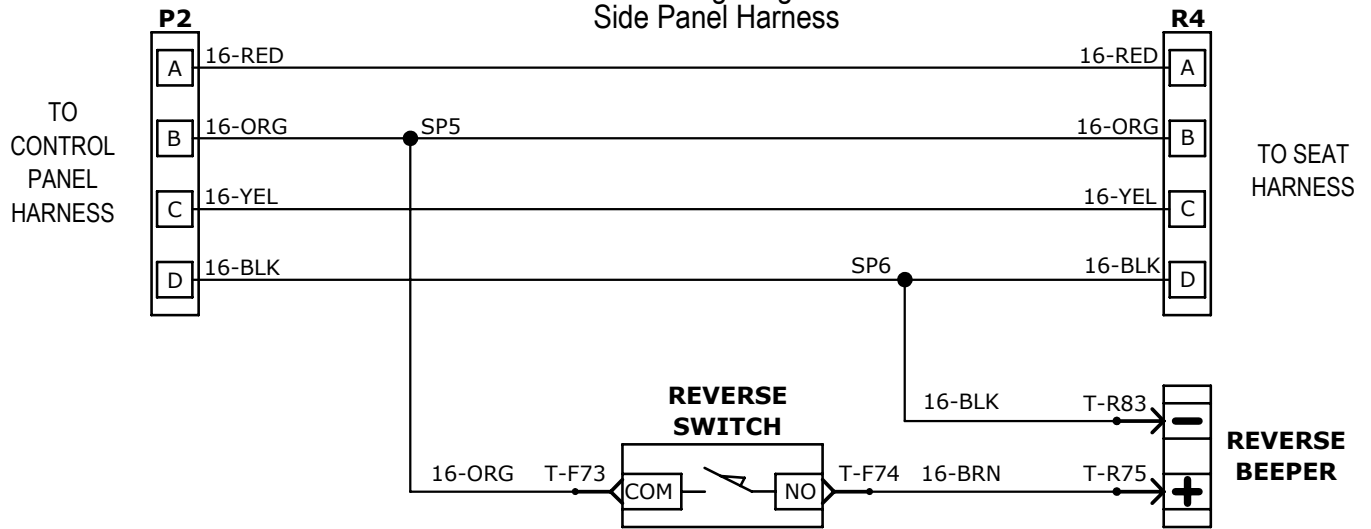 Side Panel Harness
P2
R4
A
16-RED
16-RED
A
TO
CONTROL
PANEL
HARNESS
B
16-ORG
SP5
16-ORG
B
TO SEAT
HARNESS
C
16-YEL
16-YEL
C
D
16-BLK
SP6
16-BLK
D
REVERSE
SWITCH
16-BLK
T-R83
REVERSE
BEEPER
16-ORG
T-F73
COM
NO
T-F74
16-BRN
T-R75